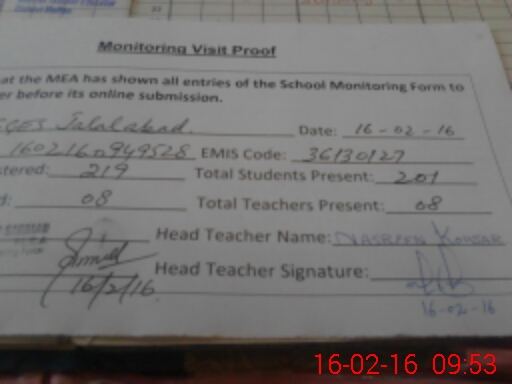 Monitoring Visit Proof
at the MEA has shown all entries of the School Monitoring Form to
er before its online submission.
Jalalabad Date: 16-02-16
1602160949528 EMIS Code: 36130127
stered: 219 Total Students Present: 201
d: 08 Total Teachers Present: 08
Head Teacher Name: NASREEN KOUSAR
Head Teacher Signature:
16/2/16
16-02-16
16-02-16 09:53